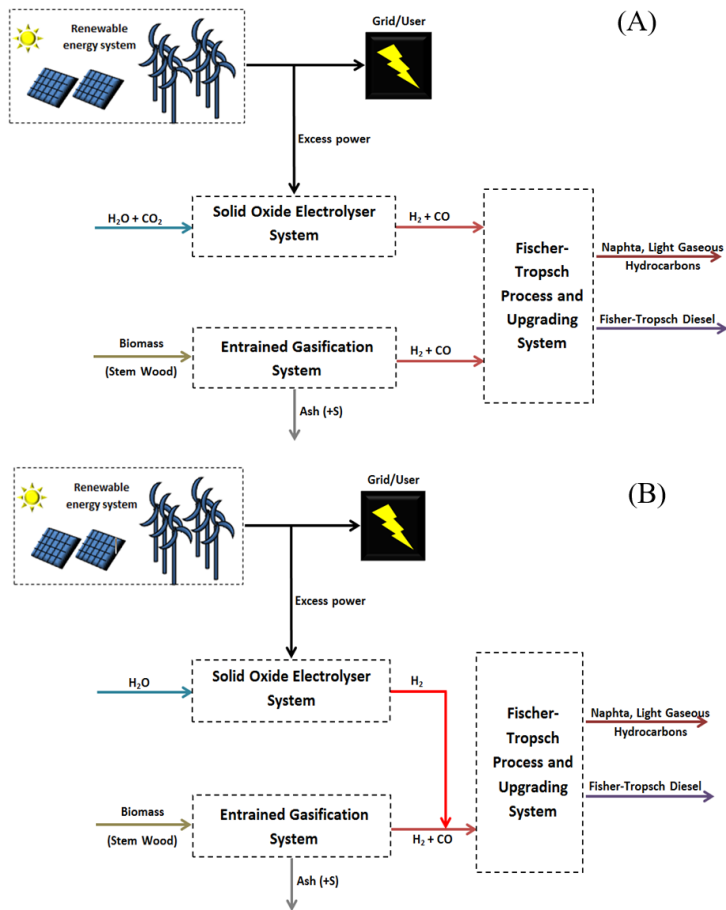 Renewable
energy system
Grid/User
(A)
Excess power
H₂O + CO₂
Solid Oxide Electrolyser
System
H₂ + CO
Fischer-
Tropsch
Process and
Upgrading
System
Naphta, Light Gaseous
Hydrocarbons
Fisher-Tropsch Diesel
Biomass
(Stem Wood)
Entrained Gasification
System
H₂ + CO
Ash (+S)
Renewable
energy system
Grid/User
(B)
Excess power
H₂O
Solid Oxide Electrolyser
System
H₂
Fischer-
Tropsch
Process and
Upgrading
System
Naphta, Light Gaseous
Hydrocarbons
Fisher-Tropsch Diesel
Biomass
(Stem Wood)
Entrained Gasification
System
H₂ + CO
Ash (+S)